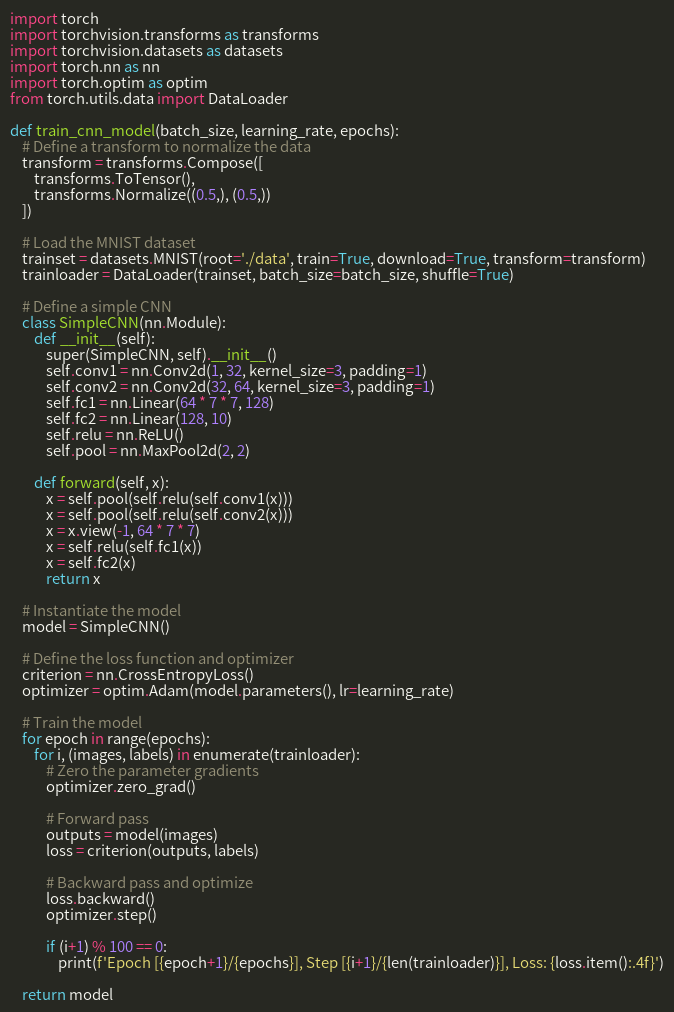 import torch
import torchvision.transforms as transforms
import torchvision.datasets as datasets
import torch.nn as nn
import torch.optim as optim
from torch.utils.data import DataLoader

def train_cnn_model(batch_size, learning_rate, epochs):
    # Define a transform to normalize the data
    transform = transforms.Compose([
        transforms.ToTensor(),
        transforms.Normalize((0.5,), (0.5,))
    ])

    # Load the MNIST dataset
    trainset = datasets.MNIST(root='./data', train=True, download=True, transform=transform)
    trainloader = DataLoader(trainset, batch_size=batch_size, shuffle=True)

    # Define a simple CNN
    class SimpleCNN(nn.Module):
        def __init__(self):
            super(SimpleCNN, self).__init__()
            self.conv1 = nn.Conv2d(1, 32, kernel_size=3, padding=1)
            self.conv2 = nn.Conv2d(32, 64, kernel_size=3, padding=1)
            self.fc1 = nn.Linear(64 * 7 * 7, 128)
            self.fc2 = nn.Linear(128, 10)
            self.relu = nn.ReLU()
            self.pool = nn.MaxPool2d(2, 2)

        def forward(self, x):
            x = self.pool(self.relu(self.conv1(x)))
            x = self.pool(self.relu(self.conv2(x)))
            x = x.view(-1, 64 * 7 * 7)
            x = self.relu(self.fc1(x))
            x = self.fc2(x)
            return x

    # Instantiate the model
    model = SimpleCNN()

    # Define the loss function and optimizer
    criterion = nn.CrossEntropyLoss()
    optimizer = optim.Adam(model.parameters(), lr=learning_rate)

    # Train the model
    for epoch in range(epochs):
        for i, (images, labels) in enumerate(trainloader):
            # Zero the parameter gradients
            optimizer.zero_grad()

            # Forward pass
            outputs = model(images)
            loss = criterion(outputs, labels)

            # Backward pass and optimize
            loss.backward()
            optimizer.step()

            if (i+1) % 100 == 0:
                print(f'Epoch [{epoch+1}/{epochs}], Step [{i+1}/{len(trainloader)}], Loss: {loss.item():.4f}')

    return model